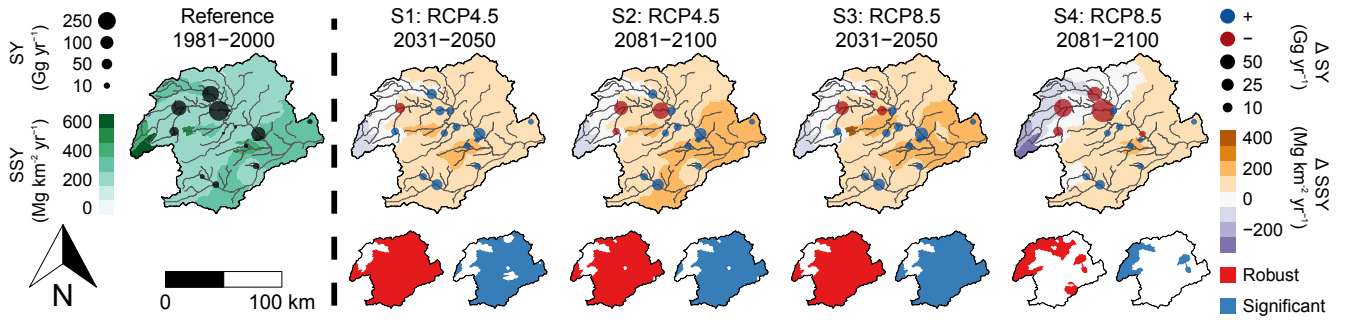 SY
(Gg yr⁻¹)
250
100
50
10
SSY
(Mg km⁻² yr⁻¹)
600
400
200
0
N
Reference
1981−2000
0
100 km
S1: RCP4.5
2031−2050
S2: RCP4.5
2081−2100
S3: RCP8.5
2031−2050
S4: RCP8.5
2081−2100
+
−
50
25
10
Δ SY
(Gg yr⁻¹)
400
200
0
−200
Δ SSY
(Mg km⁻² yr⁻¹)
Robust
Significant